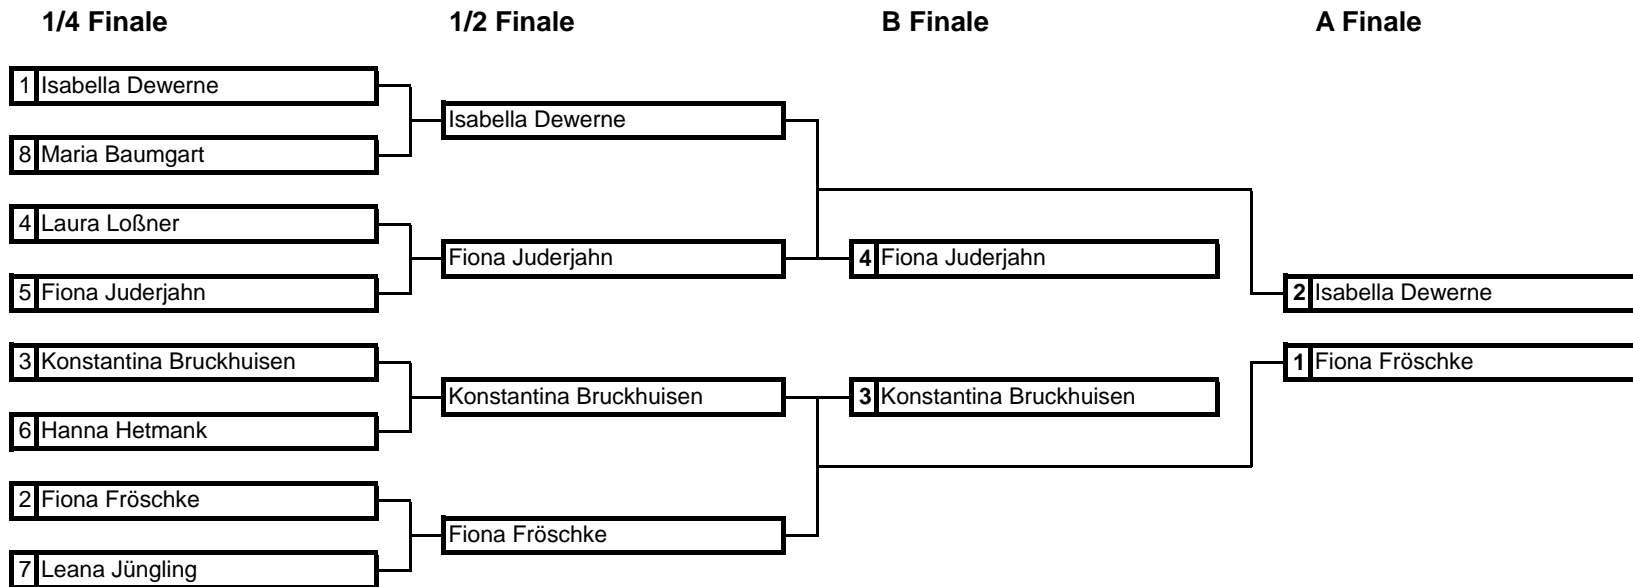 1/4 Finale
1/2 Finale
B Finale
A Finale
1 Isabella Dewerne
8 Maria Baumgart
4 Laura Loßner
5 Fiona Juderjahn
3 Konstantina Bruckhuisen
6 Hanna Hetmank
2 Fiona Fröschke
7 Leana Jüngling
Isabella Dewerne
Fiona Juderjahn
Konstantina Bruckhuisen
Fiona Fröschke
4 Fiona Juderjahn
3 Konstantina Bruckhuisen
2 Isabella Dewerne
1 Fiona Fröschke